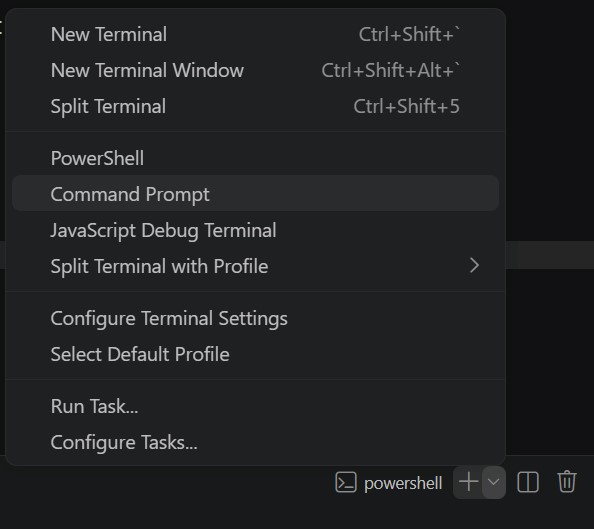 New Terminal Ctrl+Shift+`
New Terminal Window Ctrl+Shift+Alt+`
Split Terminal Ctrl+Shift+5
PowerShell
Command Prompt
JavaScript Debug Terminal
Split Terminal with Profile
Configure Terminal Settings
Select Default Profile
Run Task...
Configure Tasks...
powershell